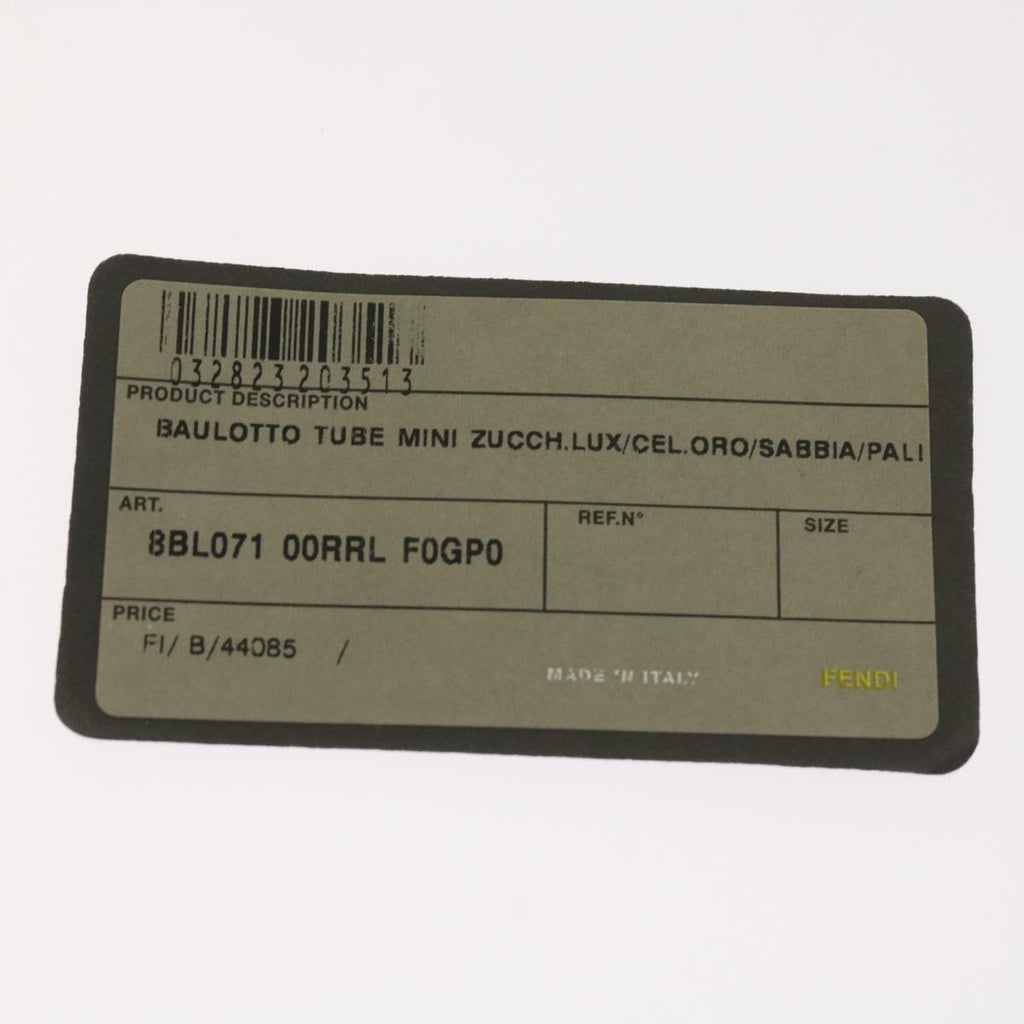 032823203513
PRODUCT DESCRIPTION
BAULOTTO TUBE MINI ZUCCH.LUX/CEL.ORO/SABBIA/PALI
ART.
8BL071 00RRL F0GP0
REF.N°
SIZE
PRICE
FI/ B/44085 /
MADE IN ITALY
FENDI